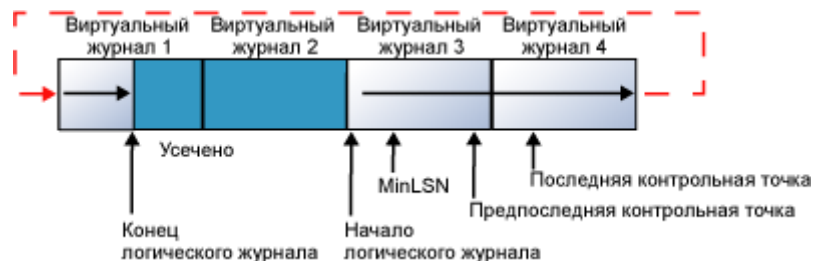 Виртуальный журнал 1
Виртуальный журнал 2
Виртуальный журнал 3
Виртуальный журнал 4
Усечено
MinLSN
Последняя контрольная точка
Предпоследняя контрольная точка
Конец
логического журнала
Начало
логического журнала